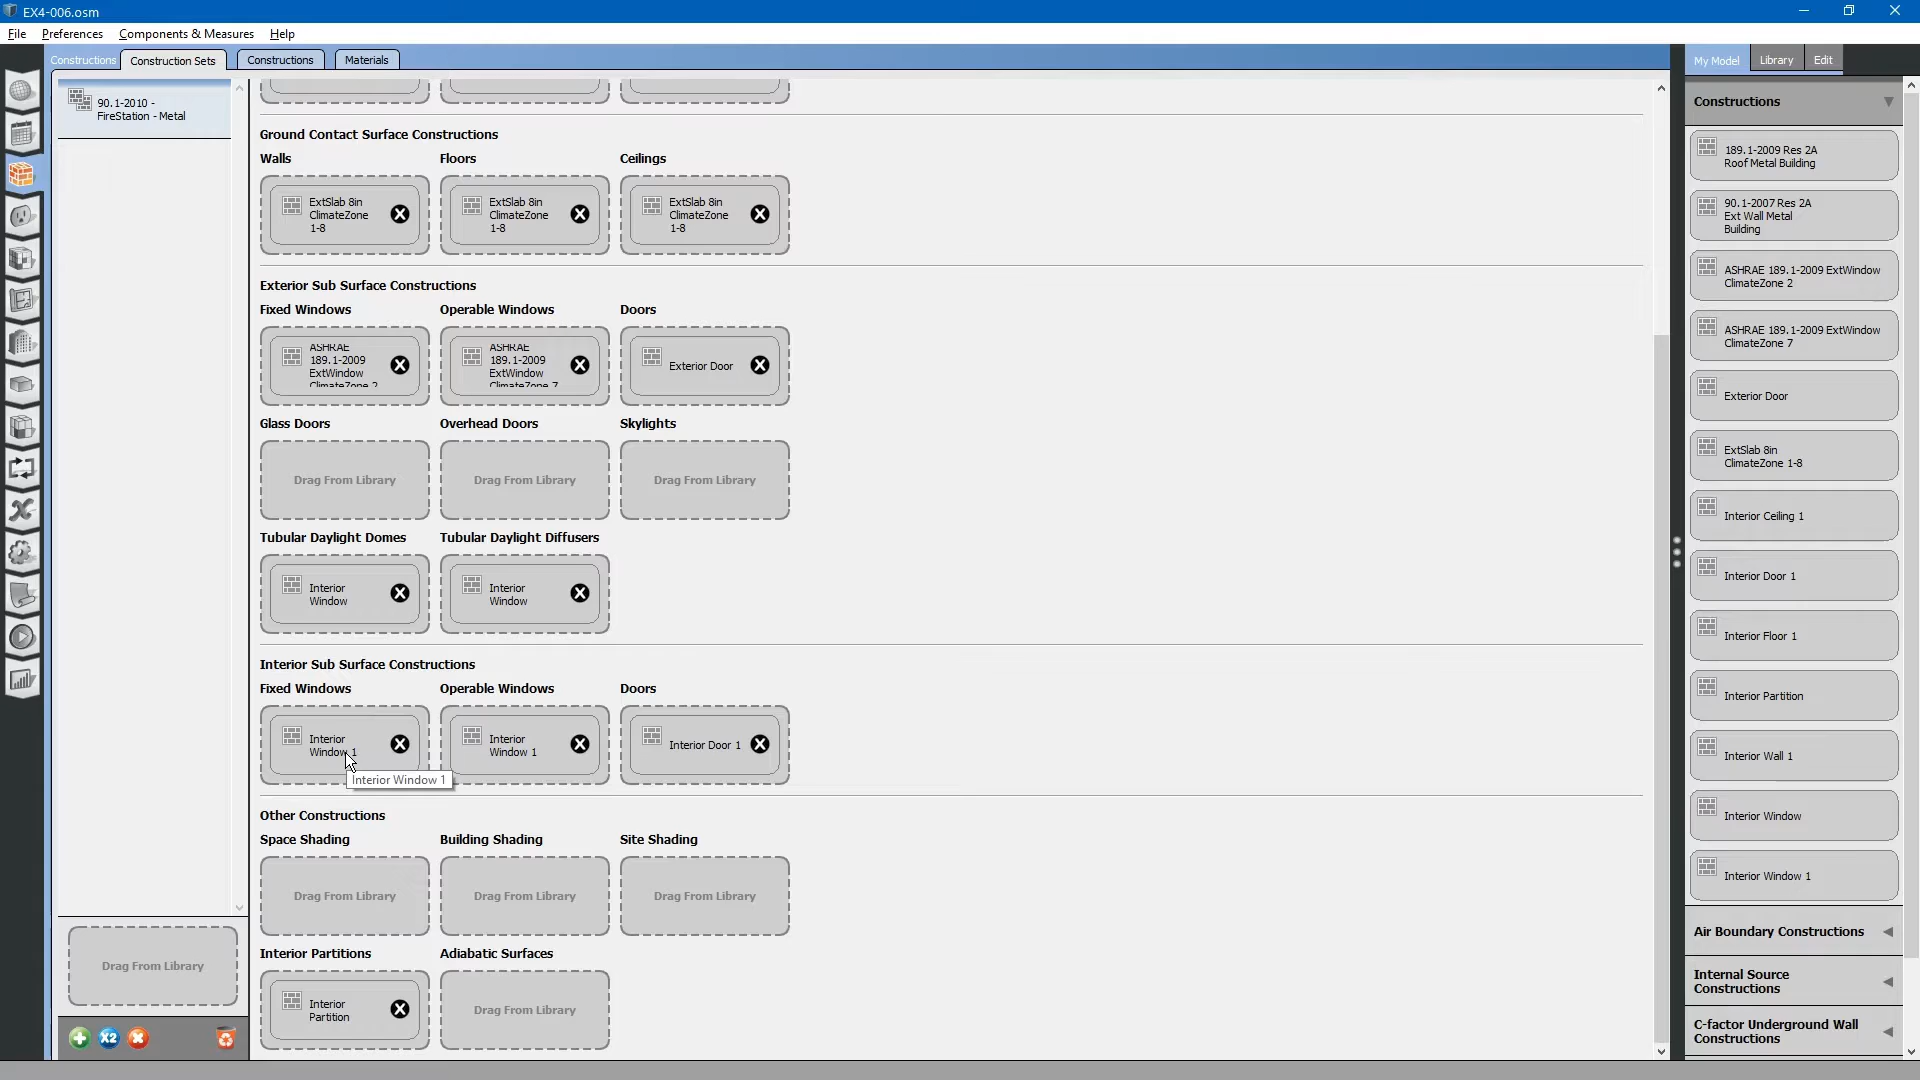 EX4-006.osm
File Preferences Components & Measures Help
Constructions Construction Sets Constructions Materials
My Model Library Edit
90.1-2010 -
FireStation - Metal
Drag From Library
X2
Ground Contact Surface Constructions
Walls Floors Ceilings
ExtSlab 8in
ClimateZone
1-8
ExtSlab 8in
ClimateZone
1-8
ExtSlab 8in
ClimateZone
1-8
Exterior Sub Surface Constructions
Fixed Windows Operable Windows Doors
ASHRAE
189.1-2009
ExtWindow
ClimateZone 2
ASHRAE
189.1-2009
ExtWindow
ClimateZone 7
Exterior Door
Glass Doors Overhead Doors Skylights
Drag From Library Drag From Library Drag From Library
Tubular Daylight Domes Tubular Daylight Diffusers
Interior
Window
Interior
Window
Interior Sub Surface Constructions
Fixed Windows Operable Windows Doors
Interior
Window 1
Interior
Window 1
Interior Door 1
Interior Window 1
Other Constructions
Space Shading Building Shading Site Shading
Drag From Library Drag From Library Drag From Library
Interior Partitions Adiabatic Surfaces
Interior
Partition
Drag From Library
Constructions
189.1-2009 Res 2A
Roof Metal Building
90.1-2007 Res 2A
Ext Wall Metal
Building
ASHRAE 189.1-2009 ExtWindow
ClimateZone 2
ASHRAE 189.1-2009 ExtWindow
ClimateZone 7
Exterior Door
ExtSlab 8in
ClimateZone 1-8
Interior Ceiling 1
Interior Door 1
Interior Floor 1
Interior Partition
Interior Wall 1
Interior Window
Interior Window 1
Air Boundary Constructions
Internal Source
Constructions
C-factor Underground Wall
Constructions